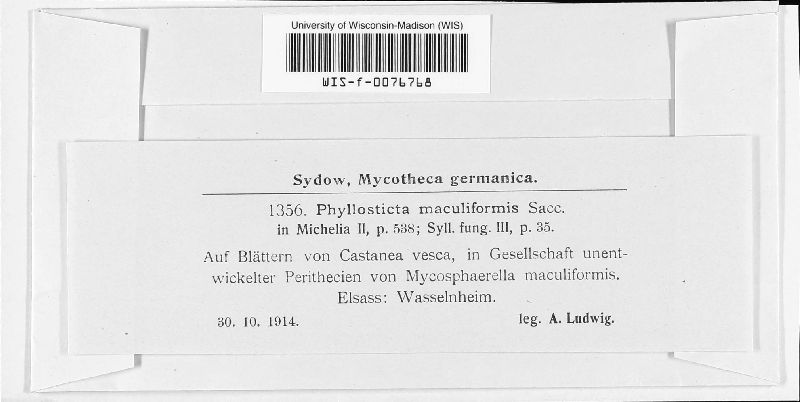 University of Wisconsin-Madison (WIS)
WIS-f-0076768
Sydow, Mycotheca germanica.
1356. Phyllosticta maculiformis Sacc.
in Michelia II, p. 538; Syll. fung. III, p. 35.
Auf Blättern von Castanea vesca, in Gesellschaft unent-
wickelter Perithecien von Mycosphaerella maculiformis.
Elsass: Wasselnheim.
30. 10. 1914. leg. A. Ludwig.